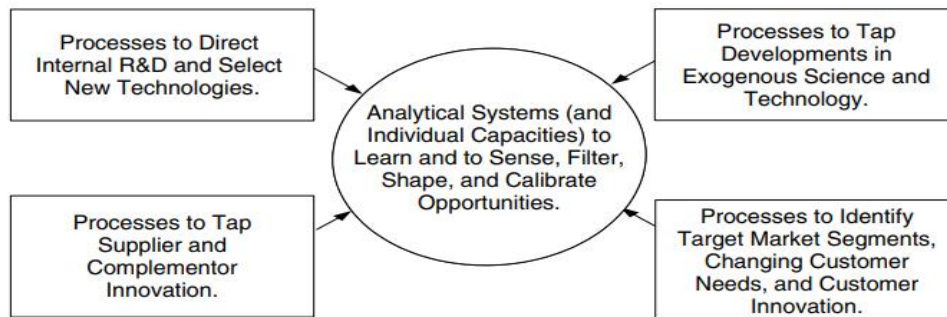 Processes to Direct
Internal R&D and Select
New Technologies.
Processes to Tap
Developments in
Exogenous Science and
Technology.
Analytical Systems (and
Individual Capacities) to
Learn and to Sense, Filter,
Shape, and Calibrate
Opportunities.
Processes to Tap
Supplier and
Complementor
Innovation.
Processes to Identify
Target Market Segments,
Changing Customer
Needs, and Customer
Innovation.